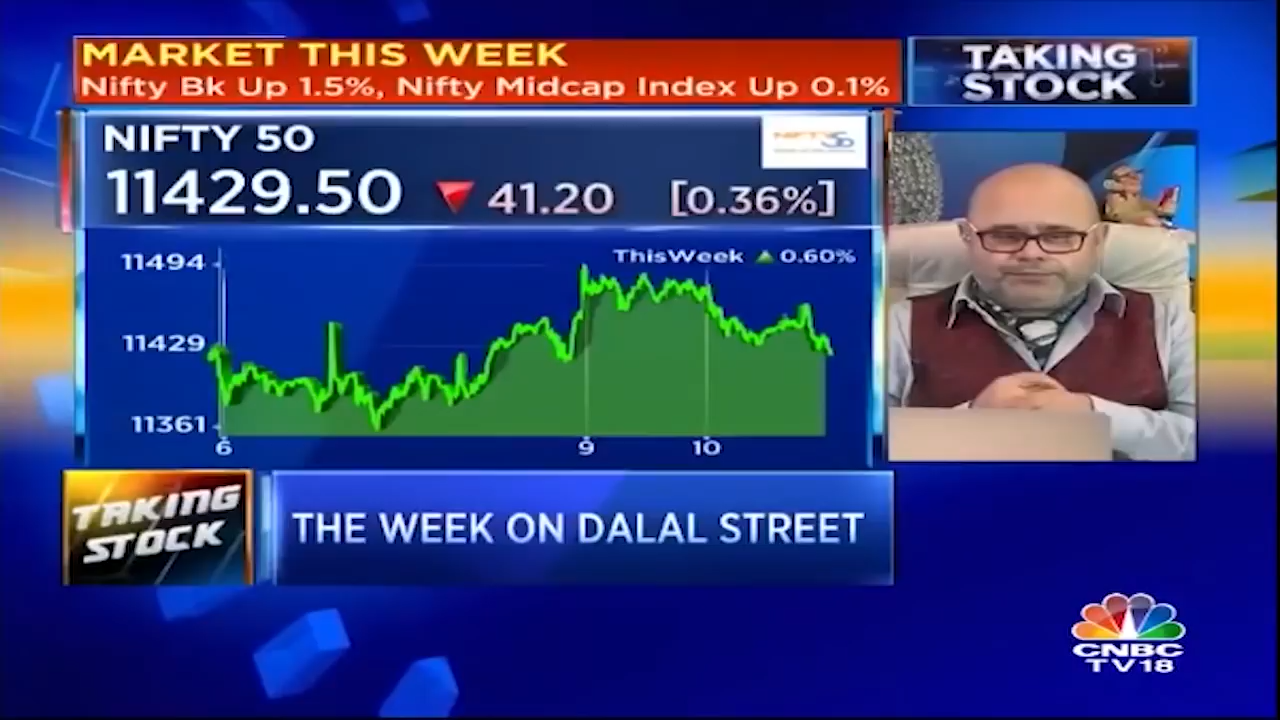 MARKET THIS WEEK
Nifty Bk Up 1.5%, Nifty Midcap Index Up 0.1%
TAKING
STOCK
NIFTY 50
11429.50 ▼ 41.20 [0.36%]
ThisWeek ▲ 0.60%
11494
11429
11361
6 9 10
TAKING
STOCK
THE WEEK ON DALAL STREET
CNBC
TV18